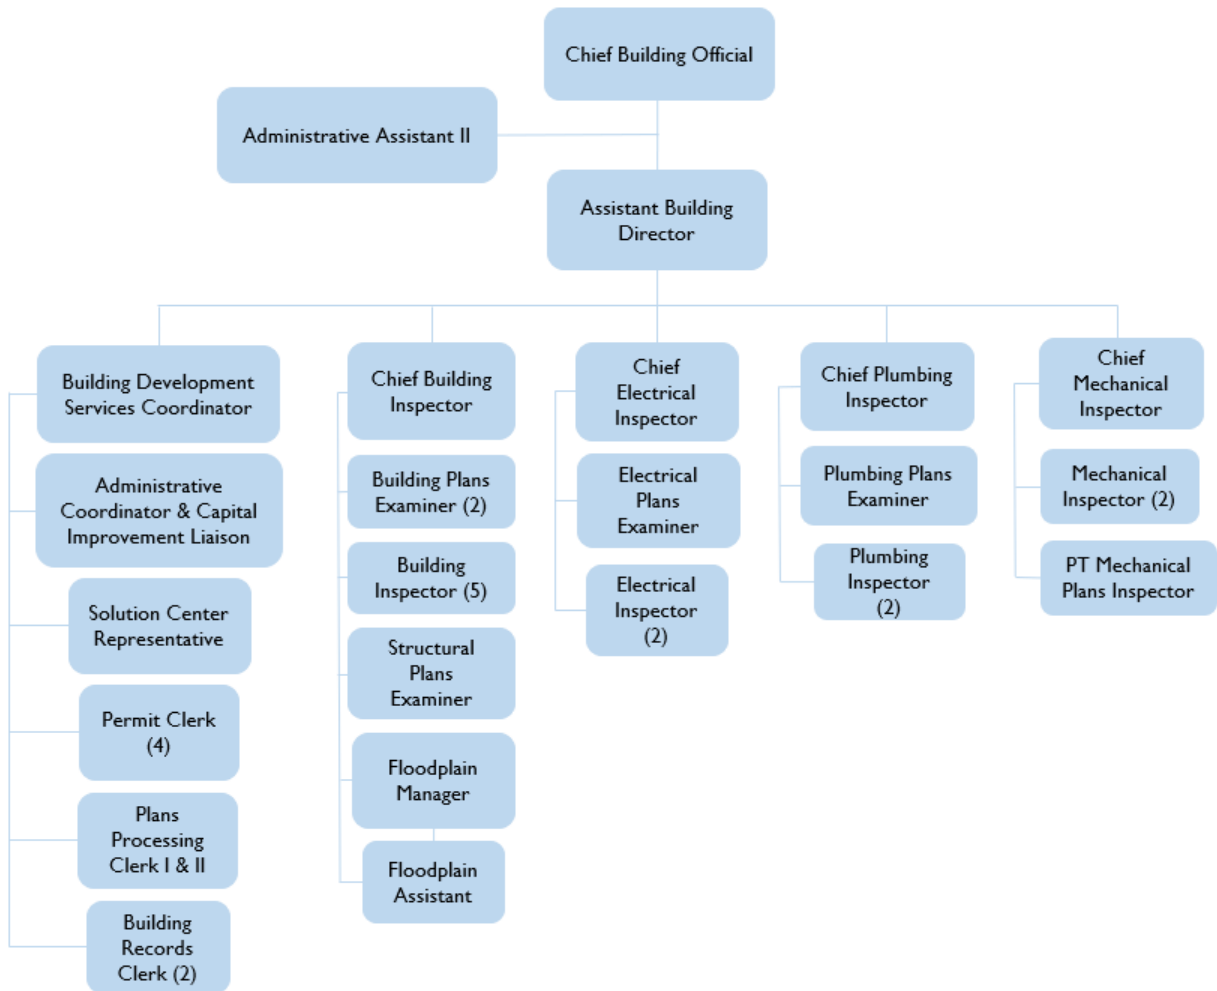 Chief Building Official
Administrative Assistant II
Assistant Building
Director
Building Development
Services Coordinator
Administrative
Coordinator & Capital
Improvement Liaison
Solution Center
Representative
Permit Clerk
(4)
Plans
Processing
Clerk I & II
Building
Records
Clerk (2)
Chief Building
Inspector
Building Plans
Examiner (2)
Building
Inspector (5)
Structural
Plans
Examiner
Floodplain
Manager
Floodplain
Assistant
Chief
Electrical
Inspector
Electrical
Plans
Examiner
Electrical
Inspector
(2)
Chief Plumbing
Inspector
Plumbing Plans
Examiner
Plumbing
Inspector
(2)
Chief
Mechanical
Inspector
Mechanical
Inspector (2)
PT Mechanical
Plans Inspector